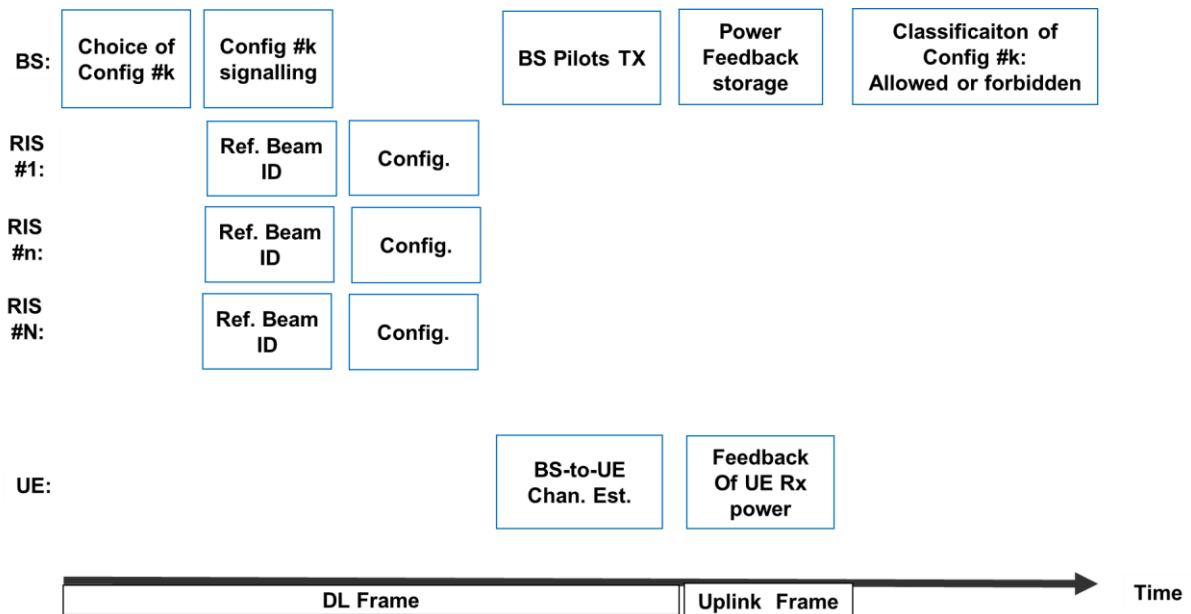 BS:
Choice of
Config #k
Config #k
signalling
BS Pilots TX
Power
Feedback
storage
Classificaiton of
Config #k:
Allowed or forbidden
RIS
#1:
Ref. Beam
ID
Config.
RIS
#n:
Ref. Beam
ID
Config.
RIS
#N:
Ref. Beam
ID
Config.
UE:
BS-to-UE
Chan. Est.
Feedback
Of UE Rx
power
DL Frame
Uplink Frame
Time